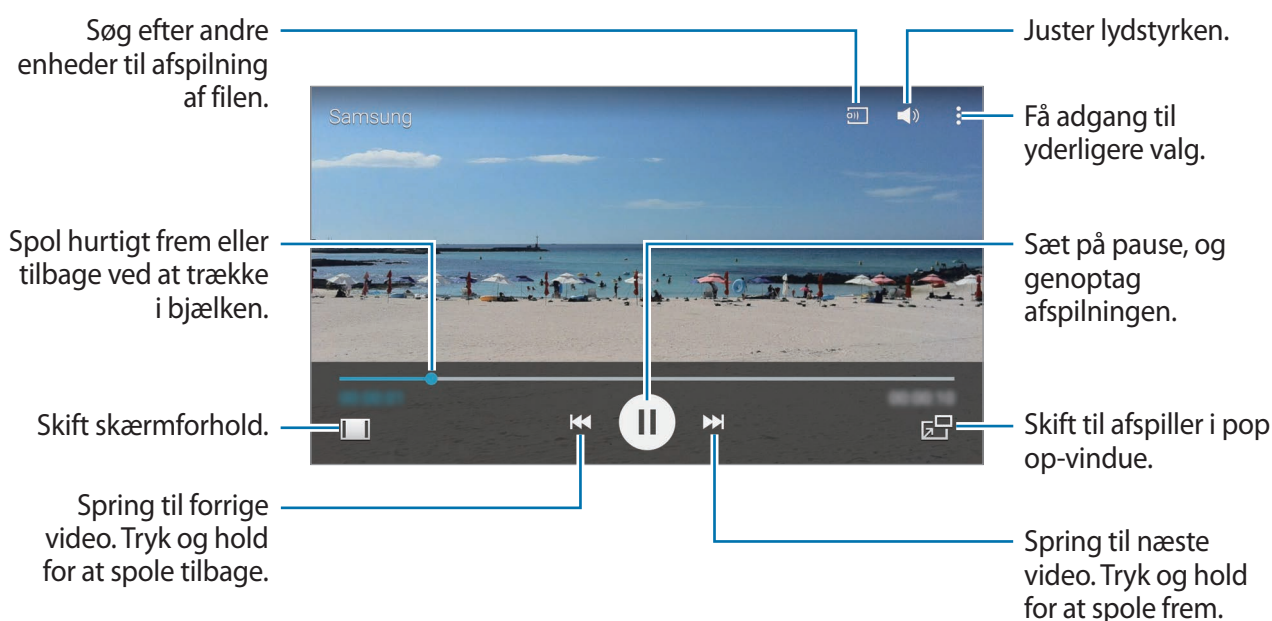 Søg efter andre
enheder til afspilning
af filen.
Juster lydstyrken.
Få adgang til
yderligere valg.
Samsung
Spol hurtigt frem eller
tilbage ved at trække
i bjælken.
Sæt på pause, og
genoptag
afspilningen.
Skift skærmforhold.
Skift til afspiller i pop
op-vindue.
Spring til forrige
video. Tryk og hold
for at spole tilbage.
Spring til næste
video. Tryk og hold
for at spole frem.